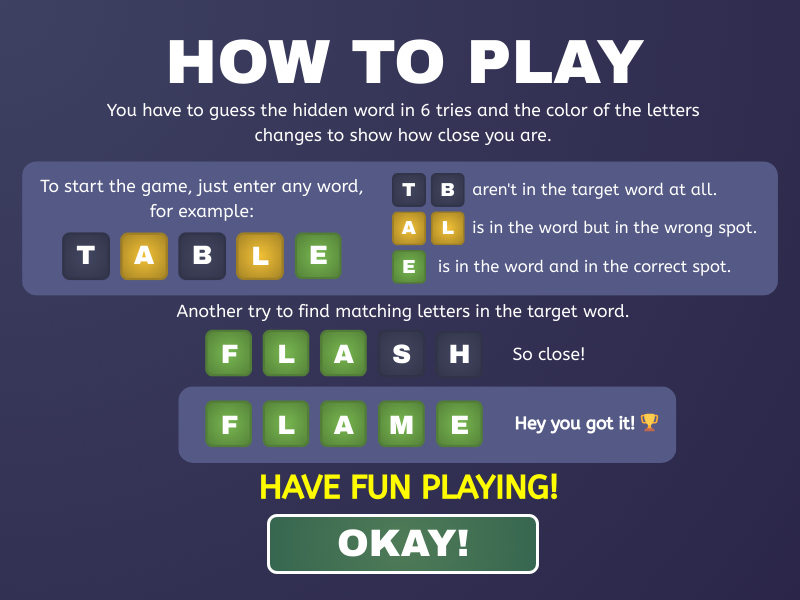 HOW TO PLAY
You have to guess the hidden word in 6 tries and the color of the letters
changes to show how close you are.
To start the game, just enter any word,
for example:
T A B L E
T B aren't in the target word at all.
A L is in the word but in the wrong spot.
E is in the word and in the correct spot.
Another try to find matching letters in the target word.
F L A S H So close!
F L A M E Hey you got it! 🏆
HAVE FUN PLAYING!
OKAY!